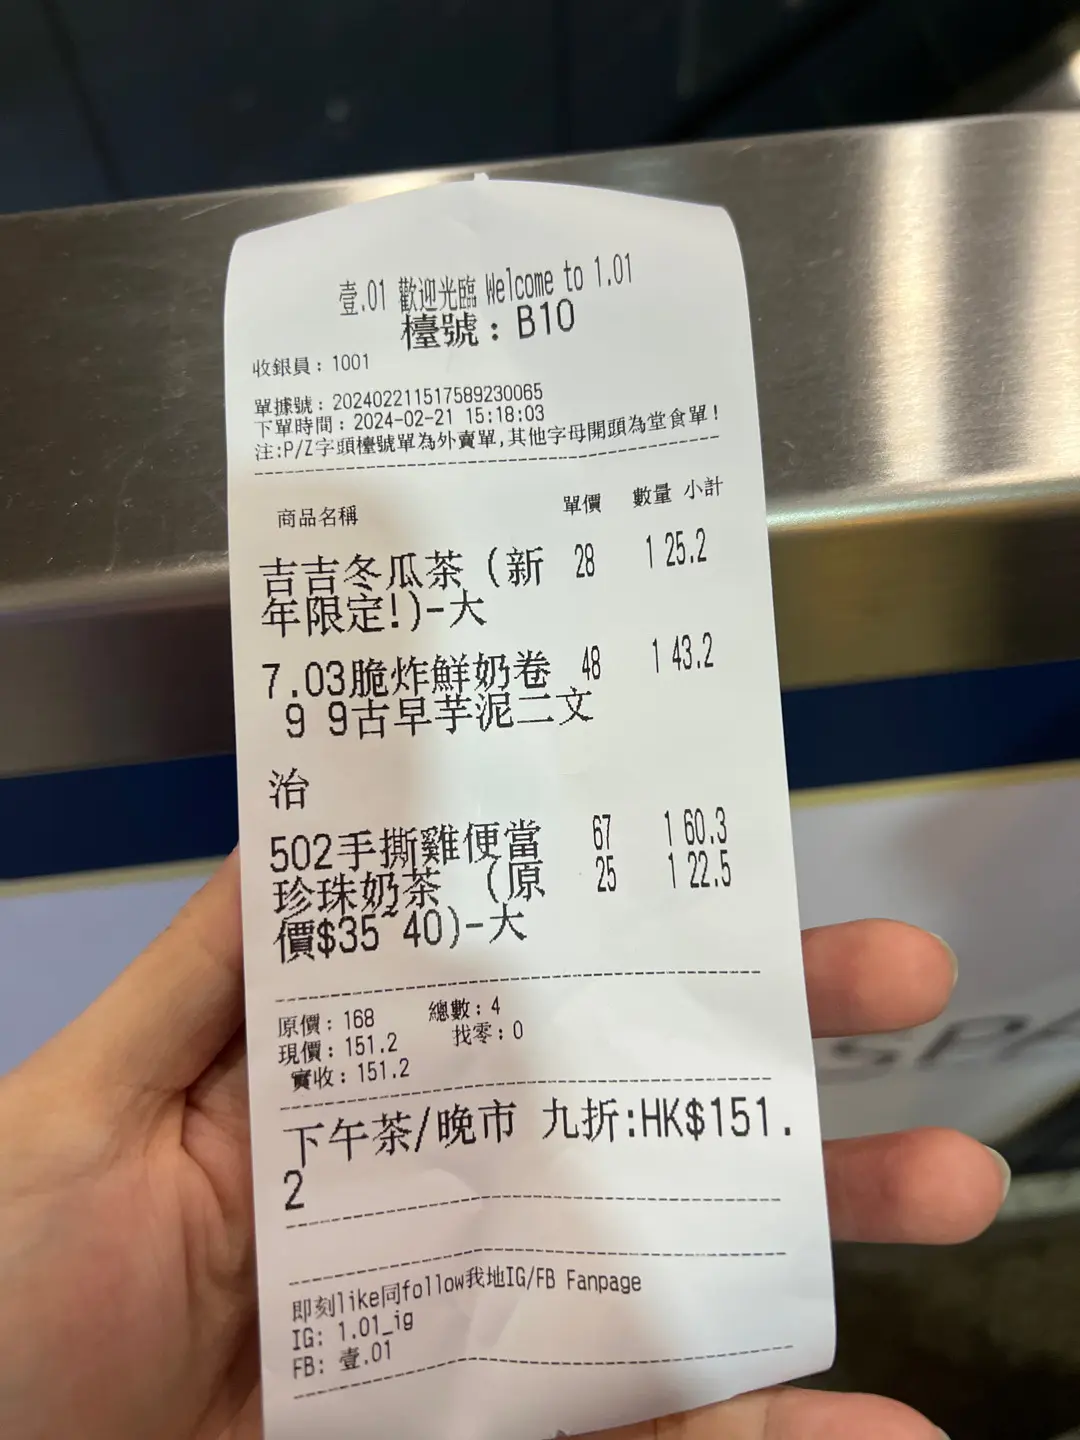 壹.01 歡迎光臨 Welcome to 1.01
檯號：B10
收銀員：1001
單據號：202402211517589230065
下單時間：2024-02-21 15:18:03
注:P/Z字頭檯號單為外賣單,其他字母開頭為堂食單！
商品名稱 單價 數量 小計
吉吉冬瓜茶（新 28 1 25.2
年限定!)-大
7.03脆炸鮮奶卷 48 1 43.2
9 9古早芋泥二文
治
502手撕雞便當 67 1 60.3
珍珠奶茶 （原 25 1 22.5
價$35~40)-大
原價：168 總數：4
現價：151.2 找零：0
實收：151.2
下午茶/晚市 九折:HK$151.
2
即刻like同follow我地IG/FB Fanpage
IG: 1.01_ig
FB: 壹.01